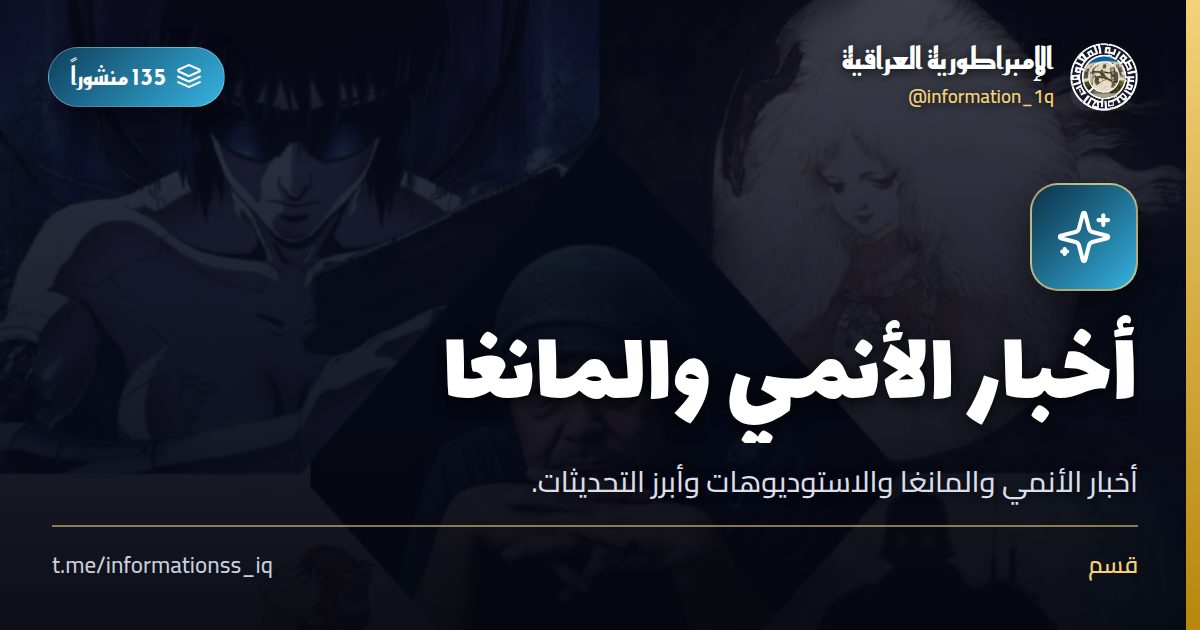 الإمبراطورية العراقية
@information_1q
135 منشوراً
أخبار الأنمي والمانغا
أخبار الأنمي والمانغا والاستوديوهات وأبرز التحديثات.
قسم
t.me/informationss_iq